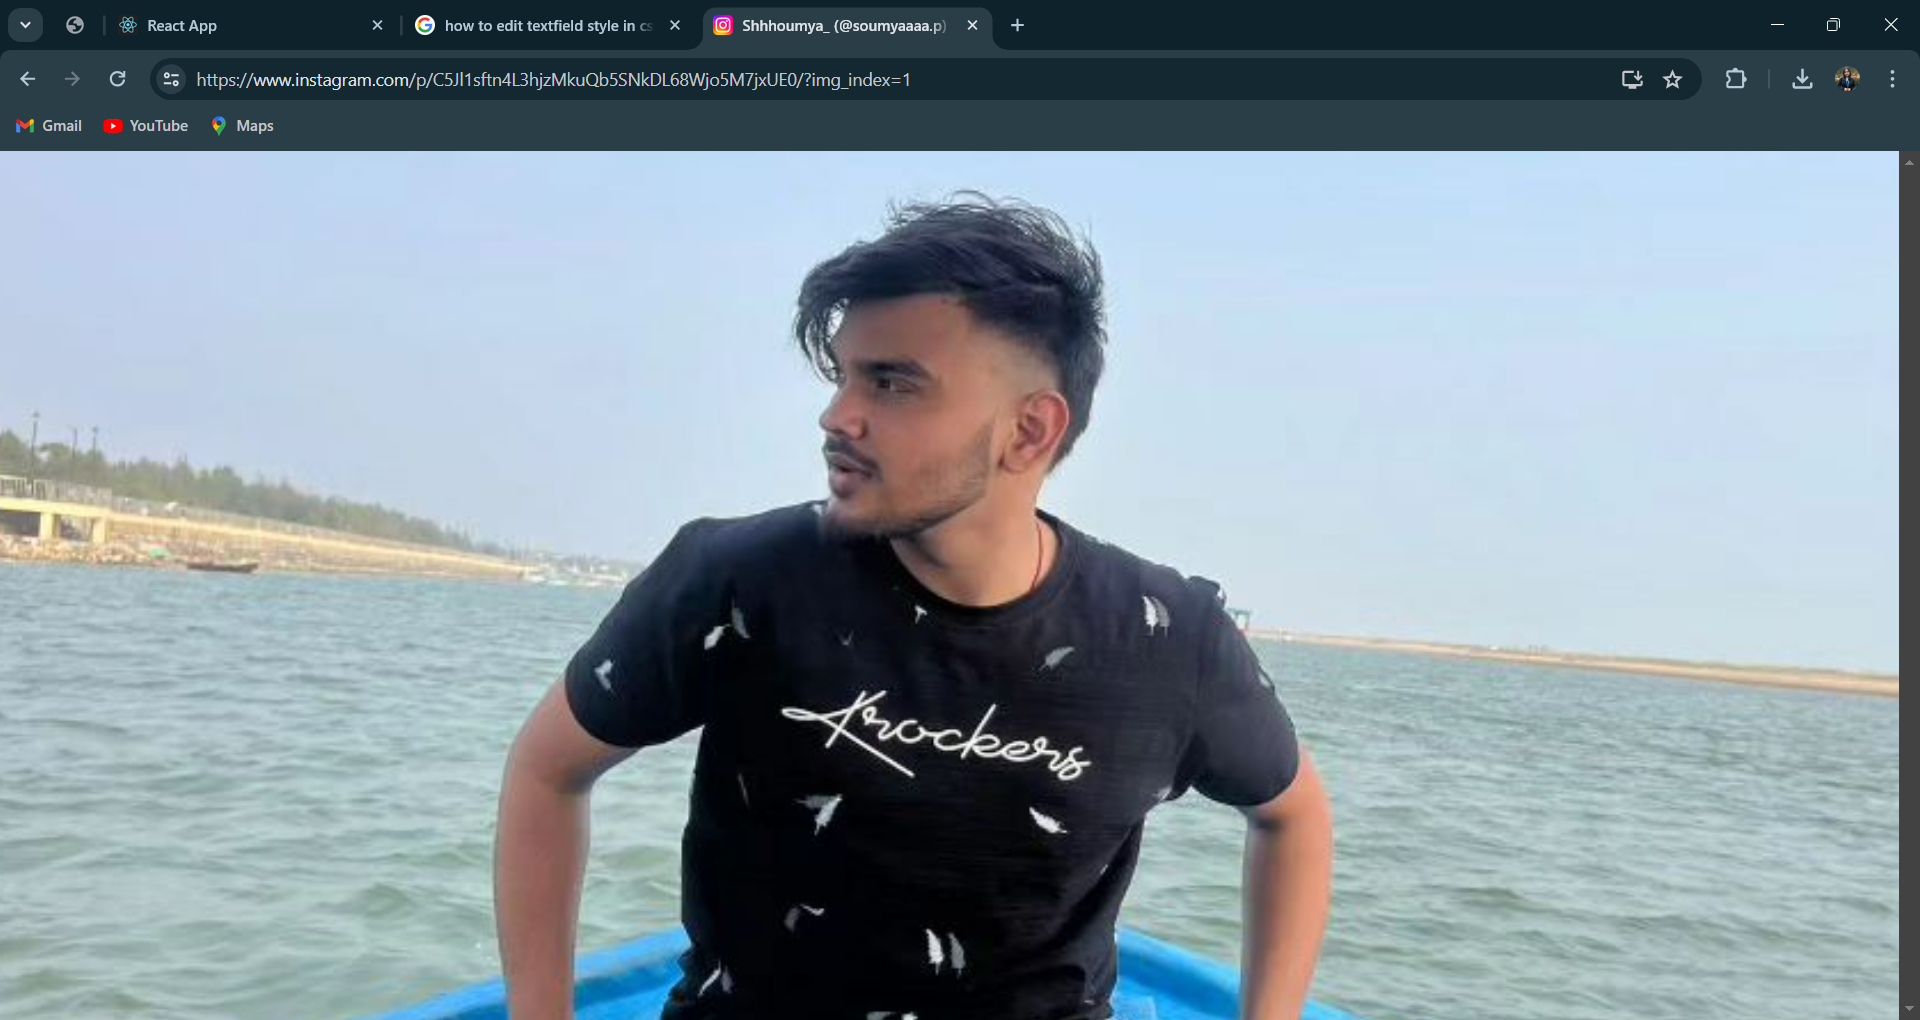 React App
how to edit textfield style in cs
Shhhoumya_ (@soumyaaaa.p)
https://www.instagram.com/p/C5Jl1sftn4L3hjzMkuQb5SNkDL68Wjo5M7jxUE0/?img_index=1
Gmail
YouTube
Maps
Knockers